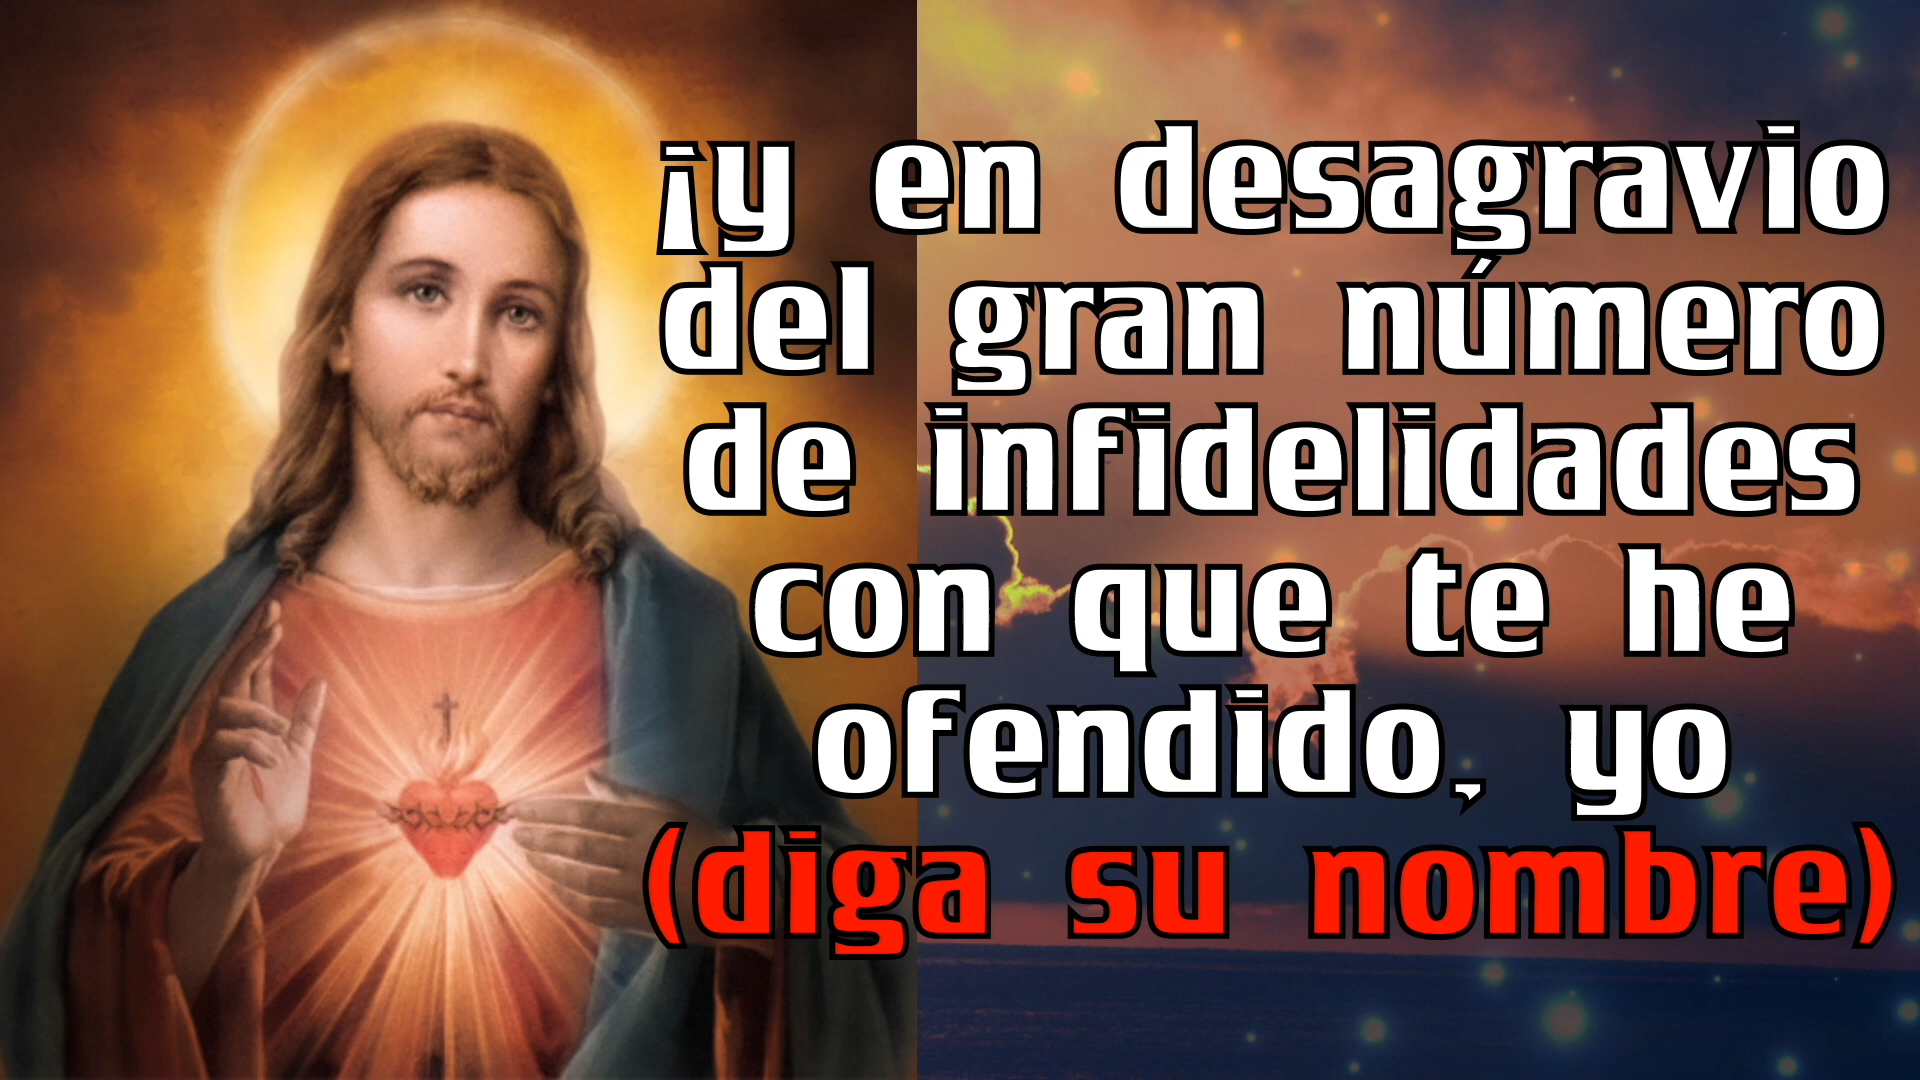 ¡y en desagravio
del gran número
de infidelidades
con que te he
ofendido, yo
(diga su nombre)